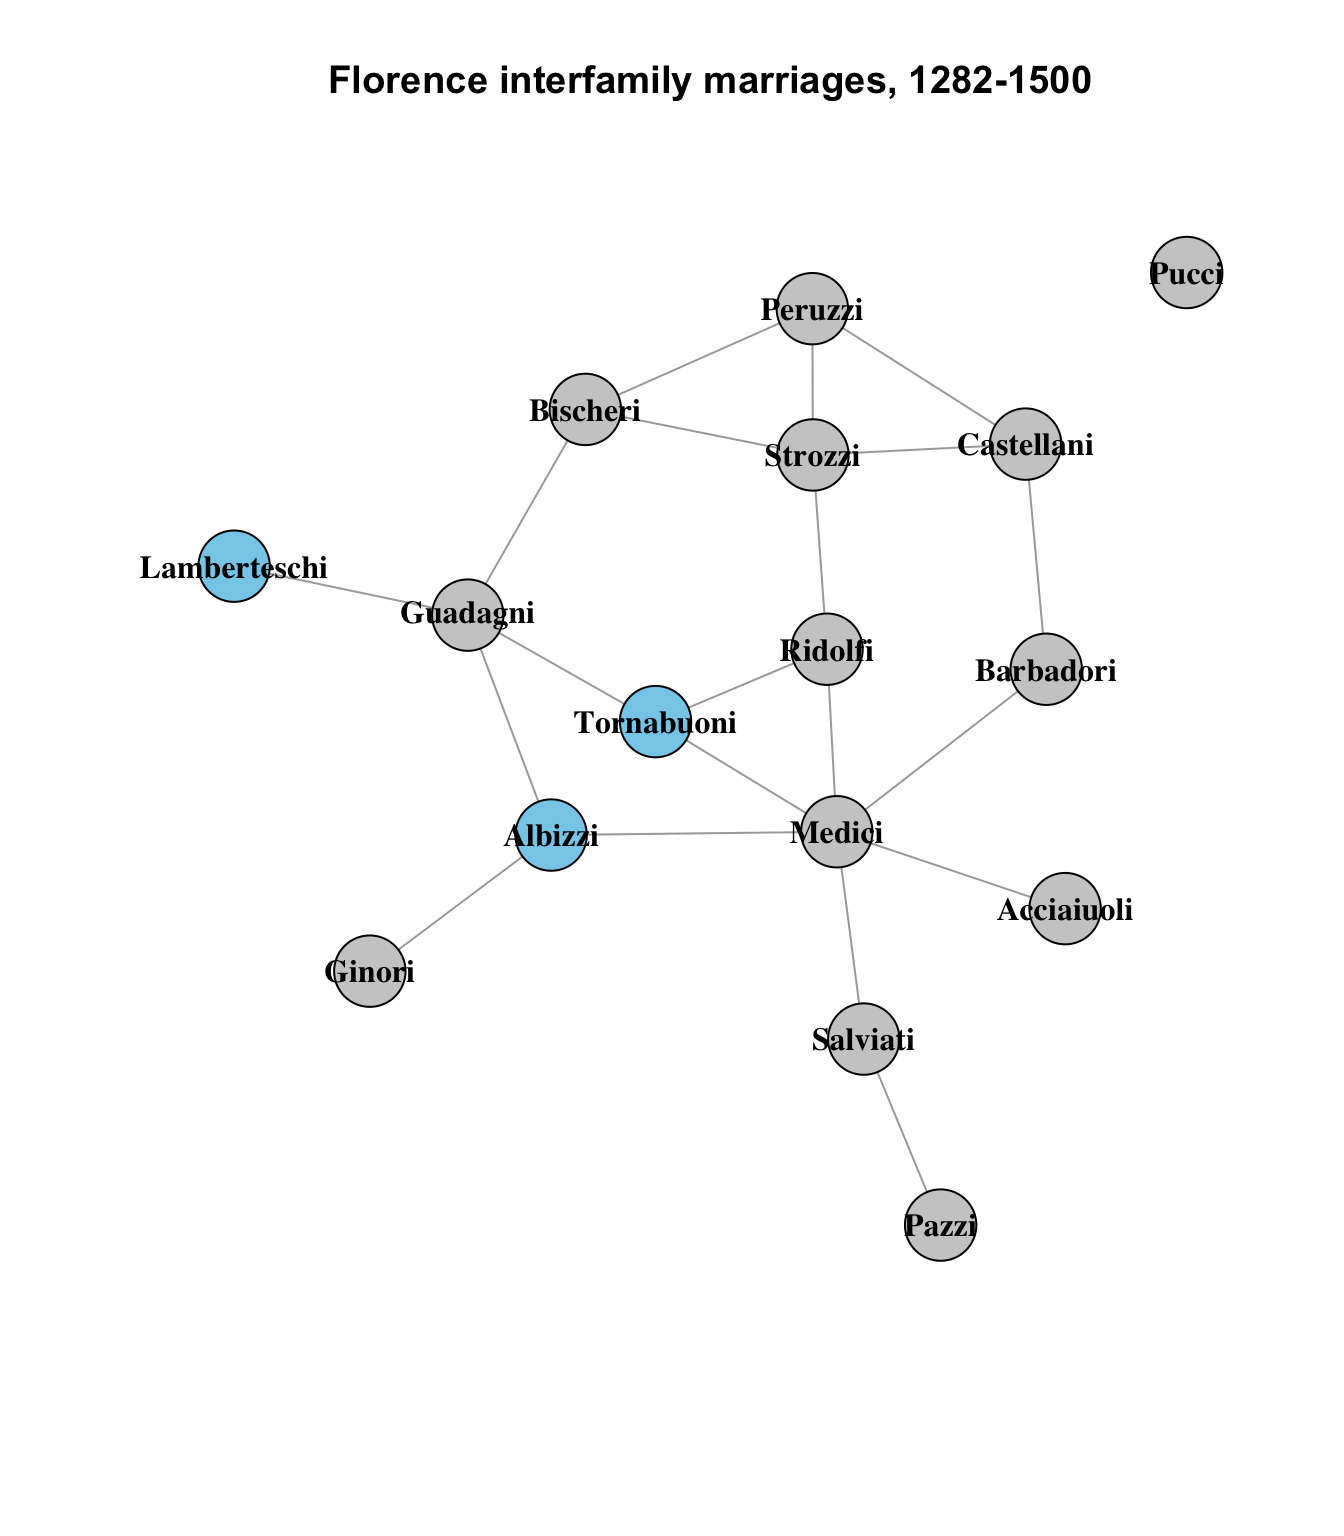 Florence interfamily marriages, 1282-1500
Pucci
Peruzzi
Bischeri
Castellani
Strozzi
Lamberteschi
Guadagni
Ridolfi
Barbadori
Tornabuoni
Medici
Albizzi
Acciaiuoli
Ginori
Salviati
Pazzi